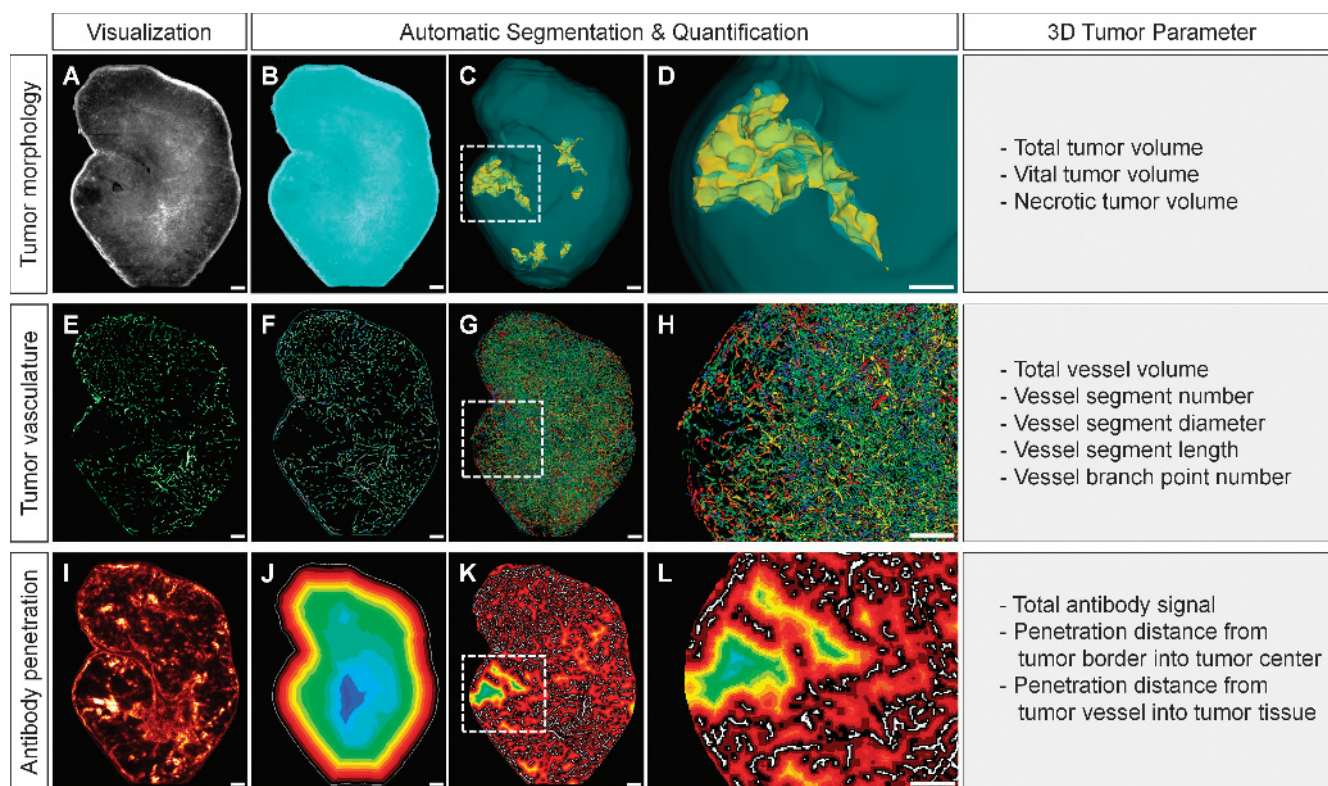 Visualization
Automatic Segmentation & Quantification
3D Tumor Parameter
Tumor morphology
A
B
C
D
- Total tumor volume
- Vital tumor volume
- Necrotic tumor volume
Tumor vasculature
E
F
G
H
- Total vessel volume
- Vessel segment number
- Vessel segment diameter
- Vessel segment length
- Vessel branch point number
Antibody penetration
I
J
K
L
- Total antibody signal
- Penetration distance from
tumor border into tumor center
- Penetration distance from
tumor vessel into tumor tissue